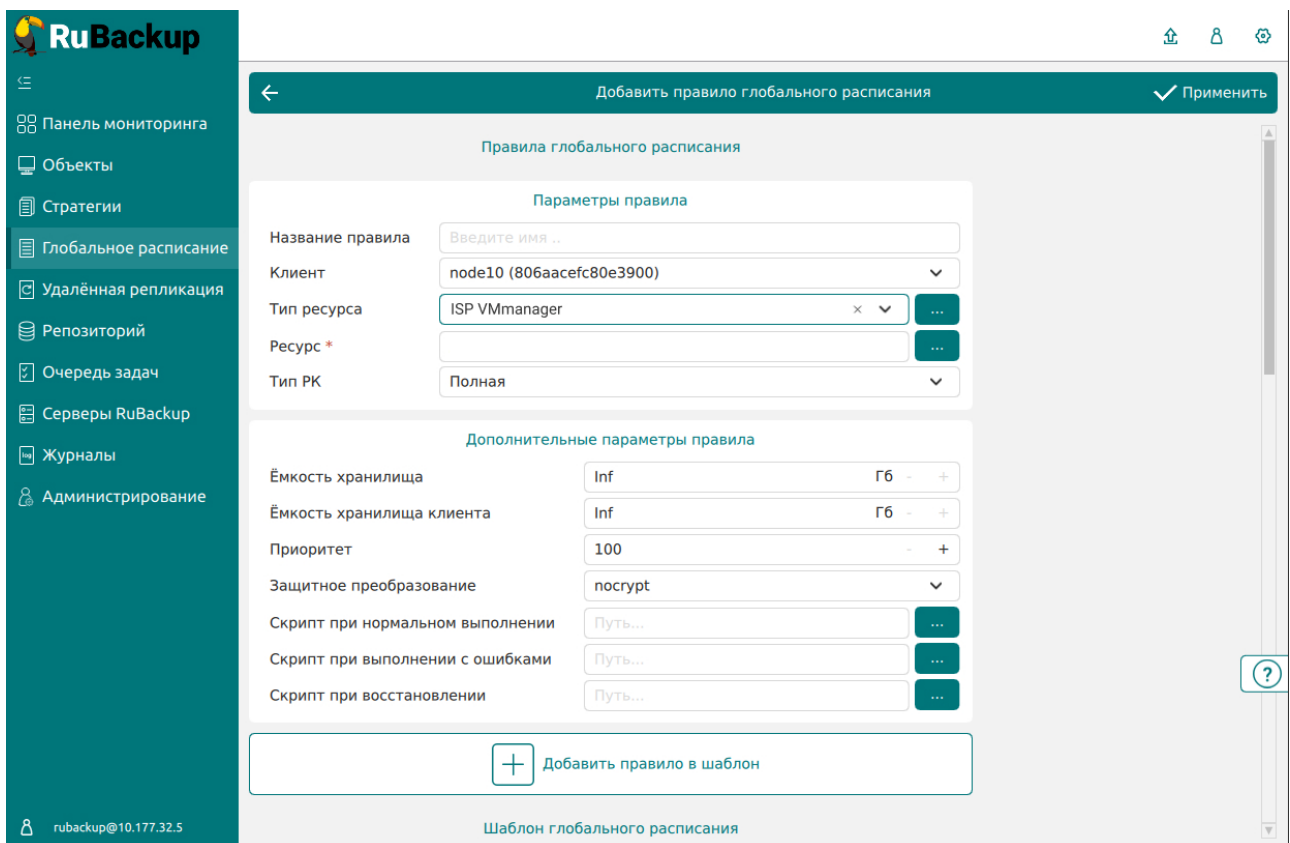 RuBackup
Панель мониторинга
Объекты
Стратегии
Глобальное расписание
Удалённая репликация
Репозиторий
Очередь задач
Серверы RuBackup
Журналы
Администрирование
rubackup@10.177.32.5
Добавить правило глобального расписания
Применить
Правила глобального расписания
Параметры правила
Название правила Введите имя ..
Клиент node10 (806aacefc80e3900)
Тип ресурса ISP VMmanager × ...
Ресурс * ...
Тип РК Полная
Дополнительные параметры правила
Ёмкость хранилища Inf Гб - +
Ёмкость хранилища клиента Inf Гб - +
Приоритет 100 - +
Защитное преобразование nocrypt
Скрипт при нормальном выполнении Путь... ...
Скрипт при выполнении с ошибками Путь... ...
Скрипт при восстановлении Путь... ...
Добавить правило в шаблон
Шаблон глобального расписания
?